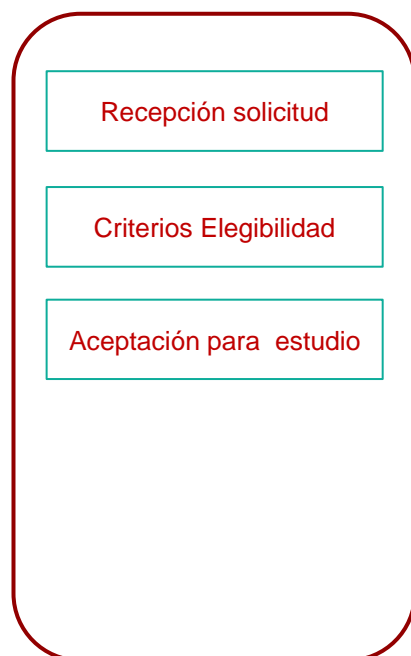 Recepción solicitud
Criterios Elegibilidad
Aceptación para  estudio